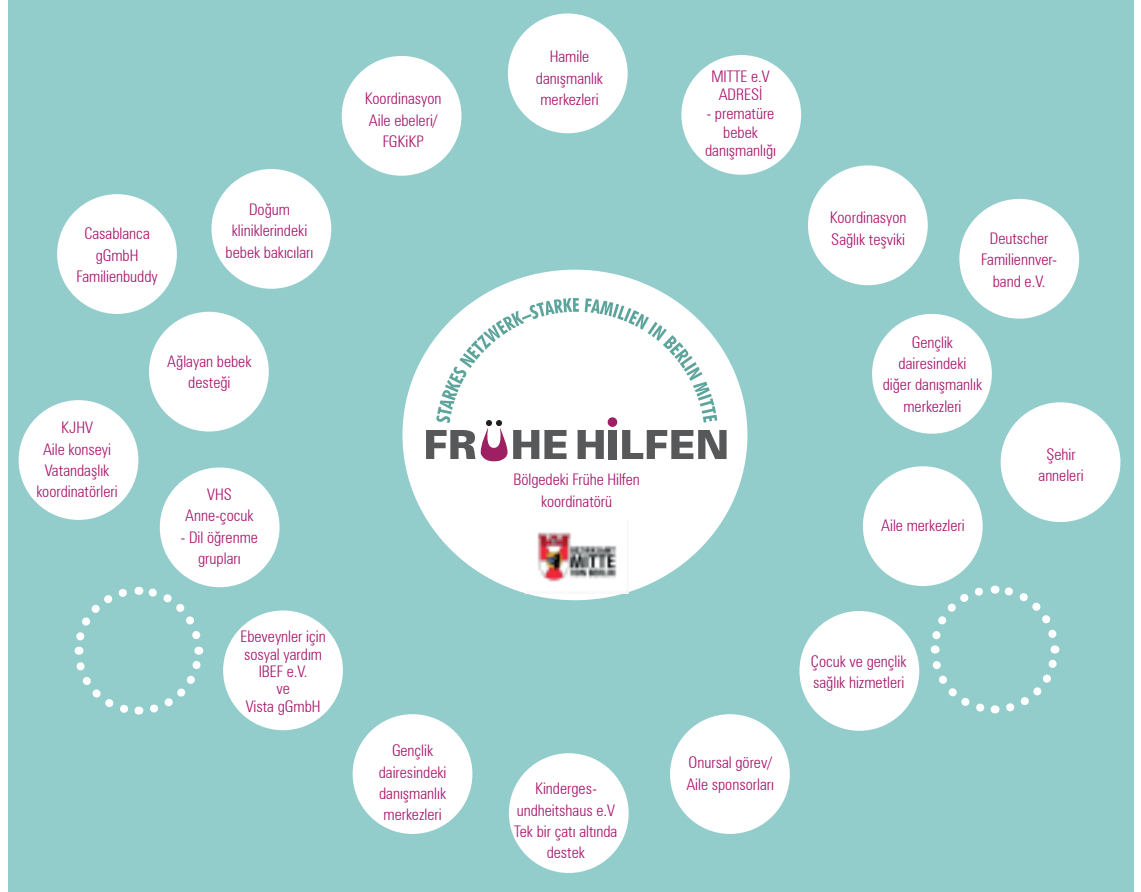 Hamile
danışmanlık
merkezleri
MITTE e.V
ADRESİ
- prematüre
bebek
danışmanlığı
Koordinasyon
Aile ebeleri/
FGKiKP
Doğum
kliniklerindeki
bebek bakıcıları
Koordinasyon
Sağlık teşviki
Casablanca
gGmbH
Familienbuddy
Deutscher
Familiennver-
band e.V.
Ağlayan bebek
desteği
Gençlik
dairesindeki
diğer danışmanlık
merkezleri
STARKES NETZWERK–STARKE FAMILIEN IN BERLIN MITTE
FRÜHE HiLFEN
Bölgedeki Frühe Hilfen
koordinatörü
BEZIRKSAMT
MITTE
VON BERLIN
KJHV
Aile konseyi
Vatandaşlık
koordinatörleri
Şehir
anneleri
VHS
Anne-çocuk
- Dil öğrenme
grupları
Aile merkezleri
Ebeveynler için
sosyal yardım
IBEF e.V.
ve
Vista gGmbH
Çocuk ve gençlik
sağlık hizmetleri
Gençlik
dairesindeki
danışmanlık
merkezleri
Kinderges-
undheitshaus e.V
Tek bir çatı altında
destek
Onursal görev/
Aile sponsorları